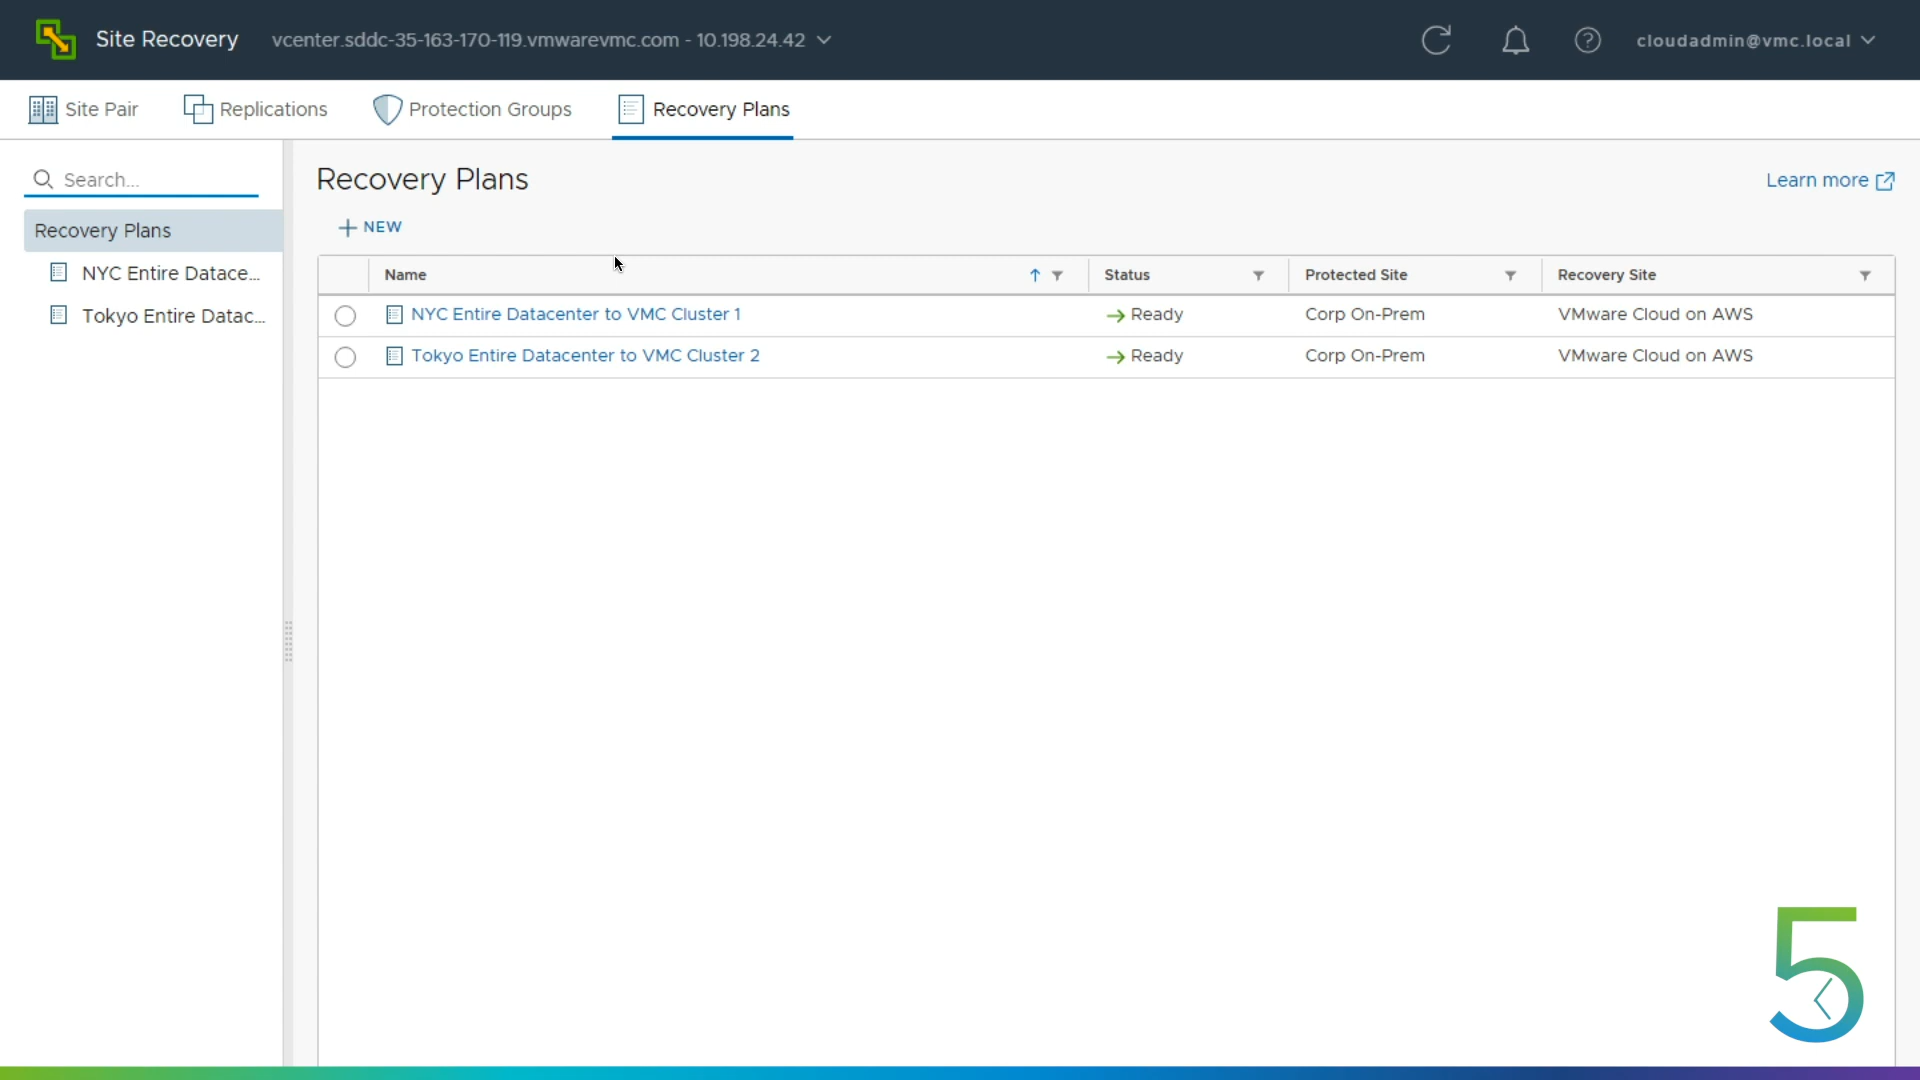 Site Recovery vcenter.sddc-35-163-170-119.vmwarevmc.com - 10.198.24.42 cloudadmin@vmc.local
Site Pair Replications Protection Groups Recovery Plans
Search...
Recovery Plans
NYC Entire Datace...
Tokyo Entire Datac...
Recovery Plans
Learn more
+ NEW
Name Status Protected Site Recovery Site
NYC Entire Datacenter to VMC Cluster 1 Ready Corp On-Prem VMware Cloud on AWS
Tokyo Entire Datacenter to VMC Cluster 2 Ready Corp On-Prem VMware Cloud on AWS
5